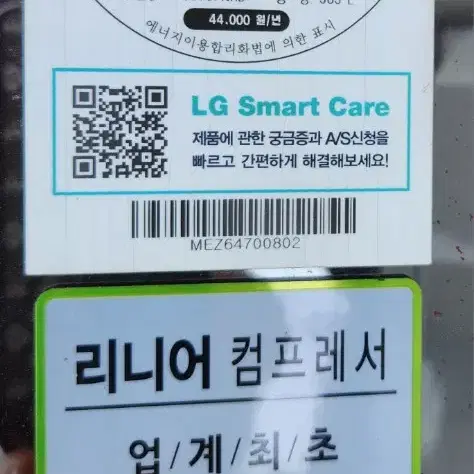 44.000 월/년
에너지이용합리화법에 의한 표시
LG Smart Care
제품에 관한 궁금증과 A/S신청을
빠르고 간편하게 해결해보세요!
MEZ64700802
리니어 컴프레서
업/계/최/초